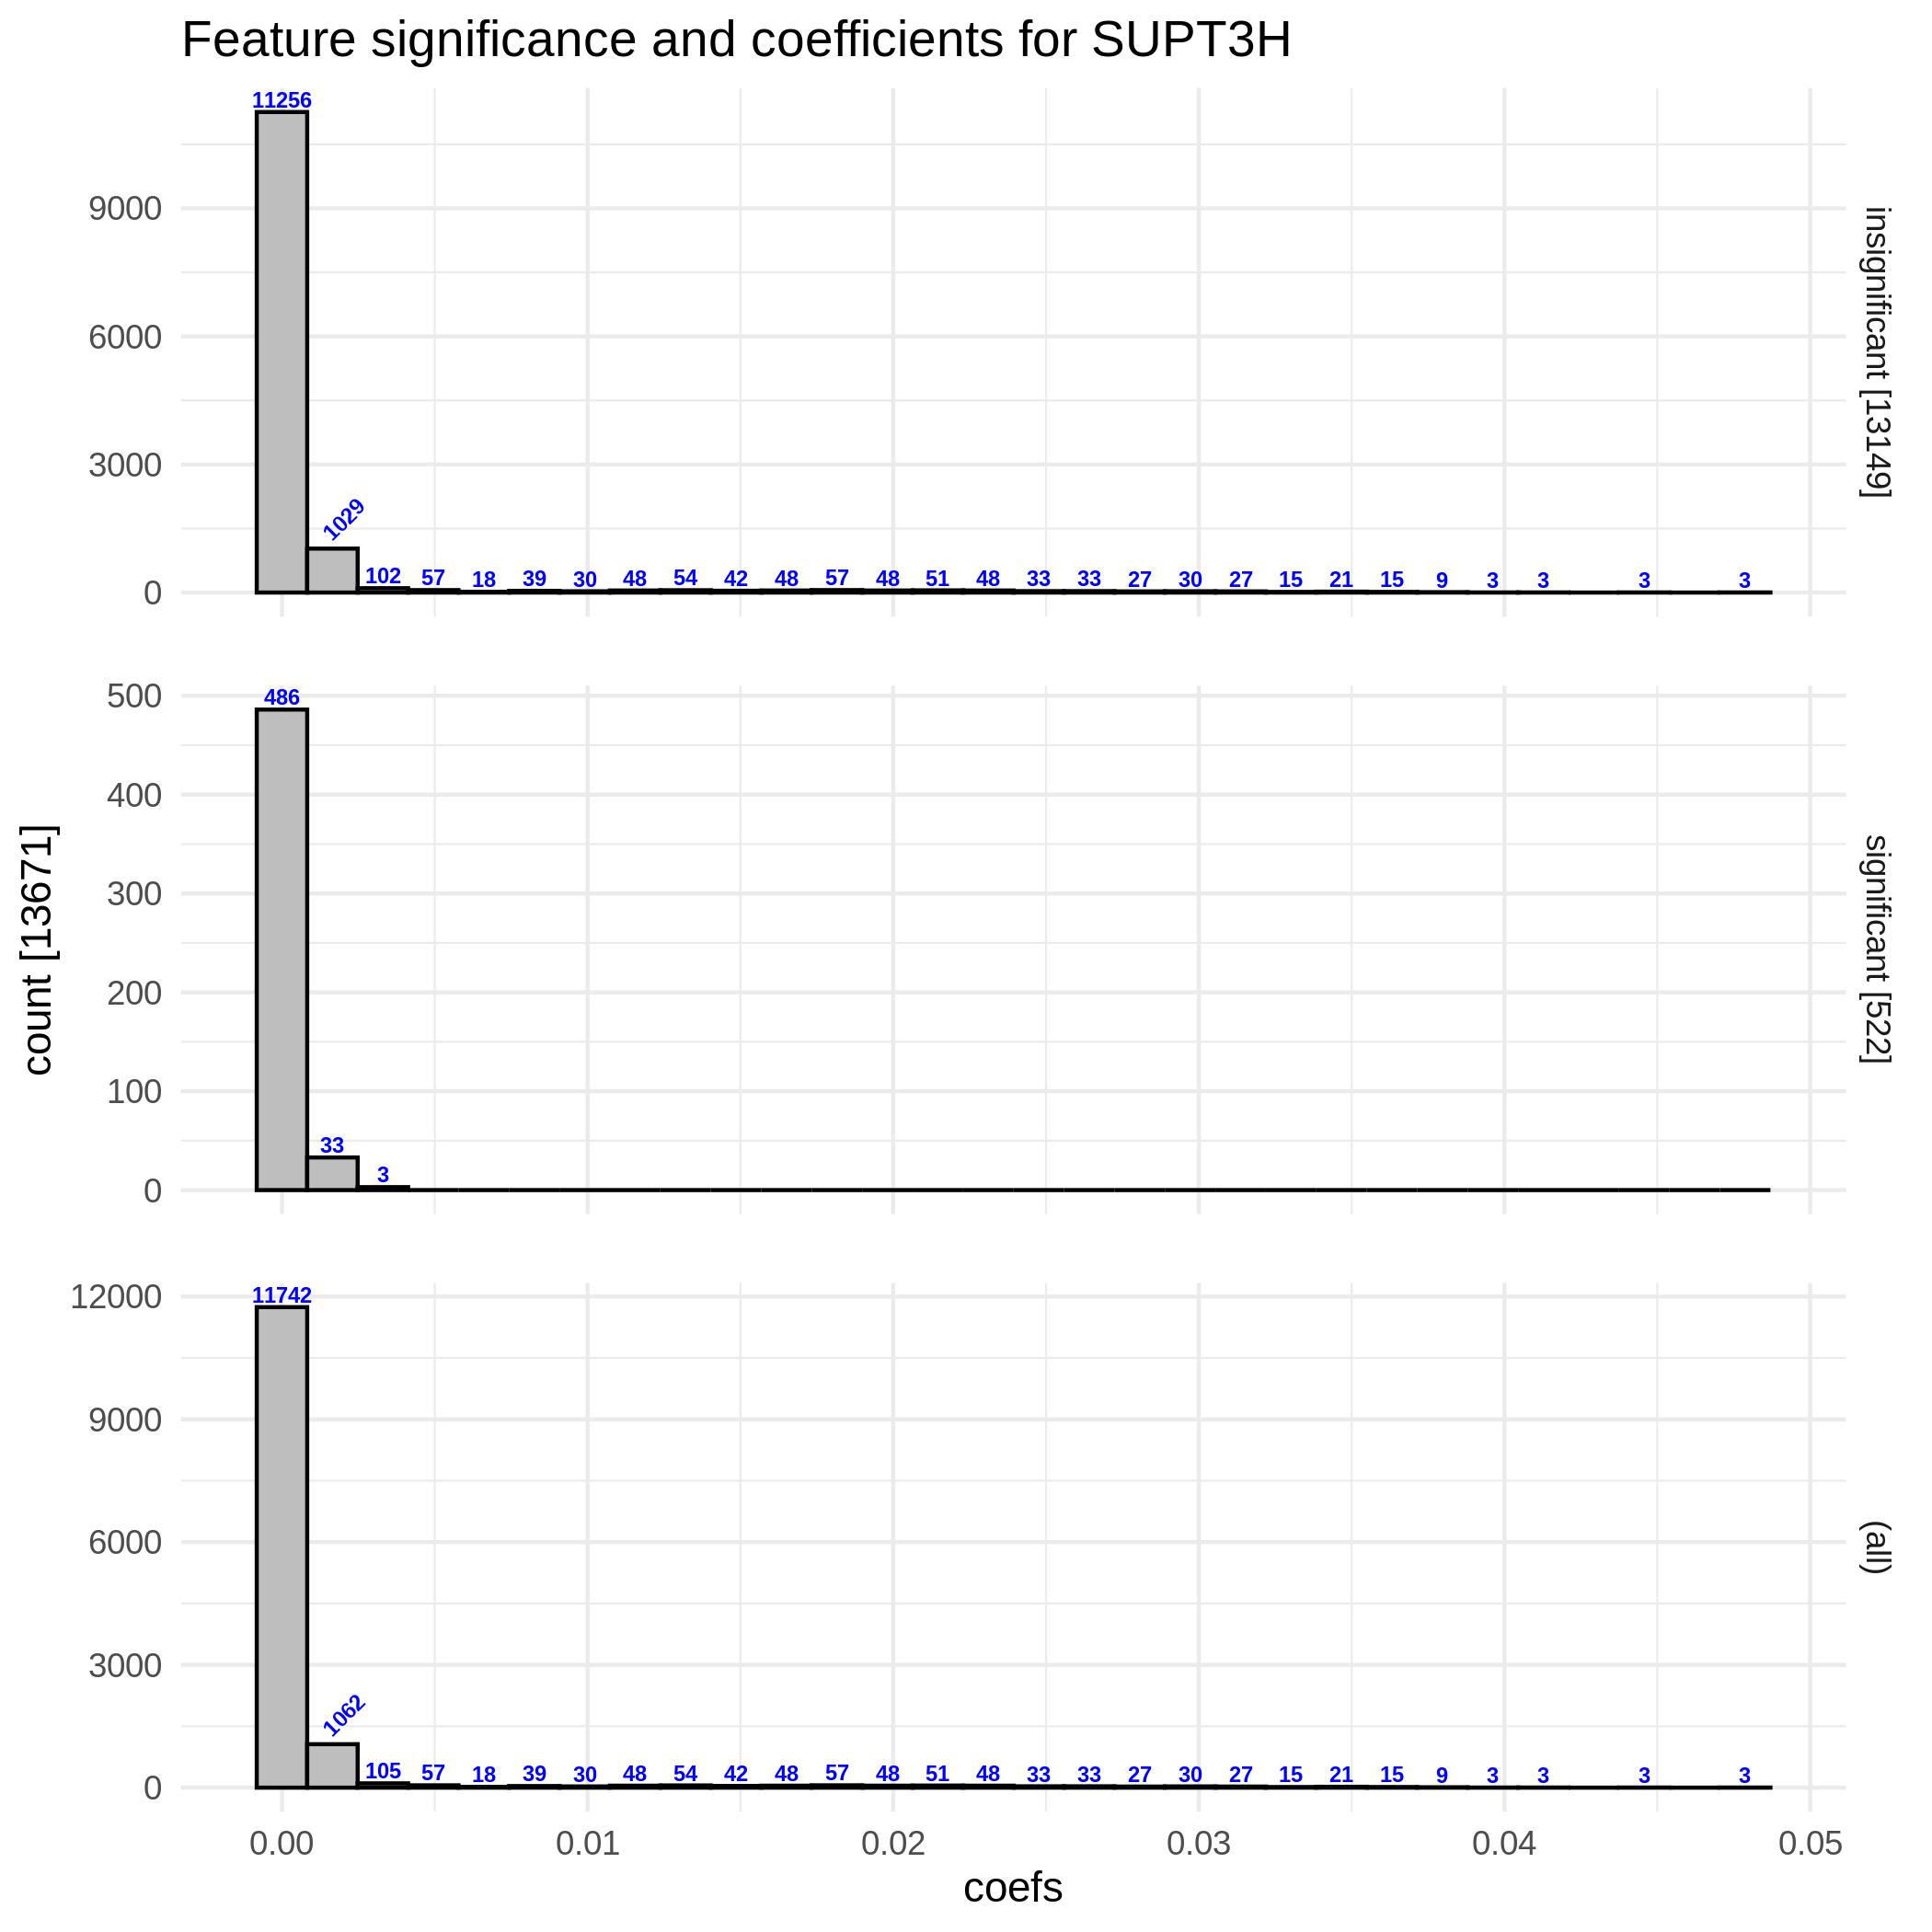 Feature significance and coefficients for SUPT3H
11256
9000
6000
3000
1029
102 57 18 39 30 48 54 42 48 57 48 51 48 33 33 27 30 27 15 21 15 9 3 3 3 3
0
insignificant [13149]
500
486
400
300
200
100
33
3
0
significant [522]
count [13671]
12000
11742
9000
6000
3000
1062
105 57 18 39 30 48 54 42 48 57 48 51 48 33 33 27 30 27 15 21 15 9 3 3 3 3
0
(all)
0.00 0.01 0.02 0.03 0.04 0.05
coefs